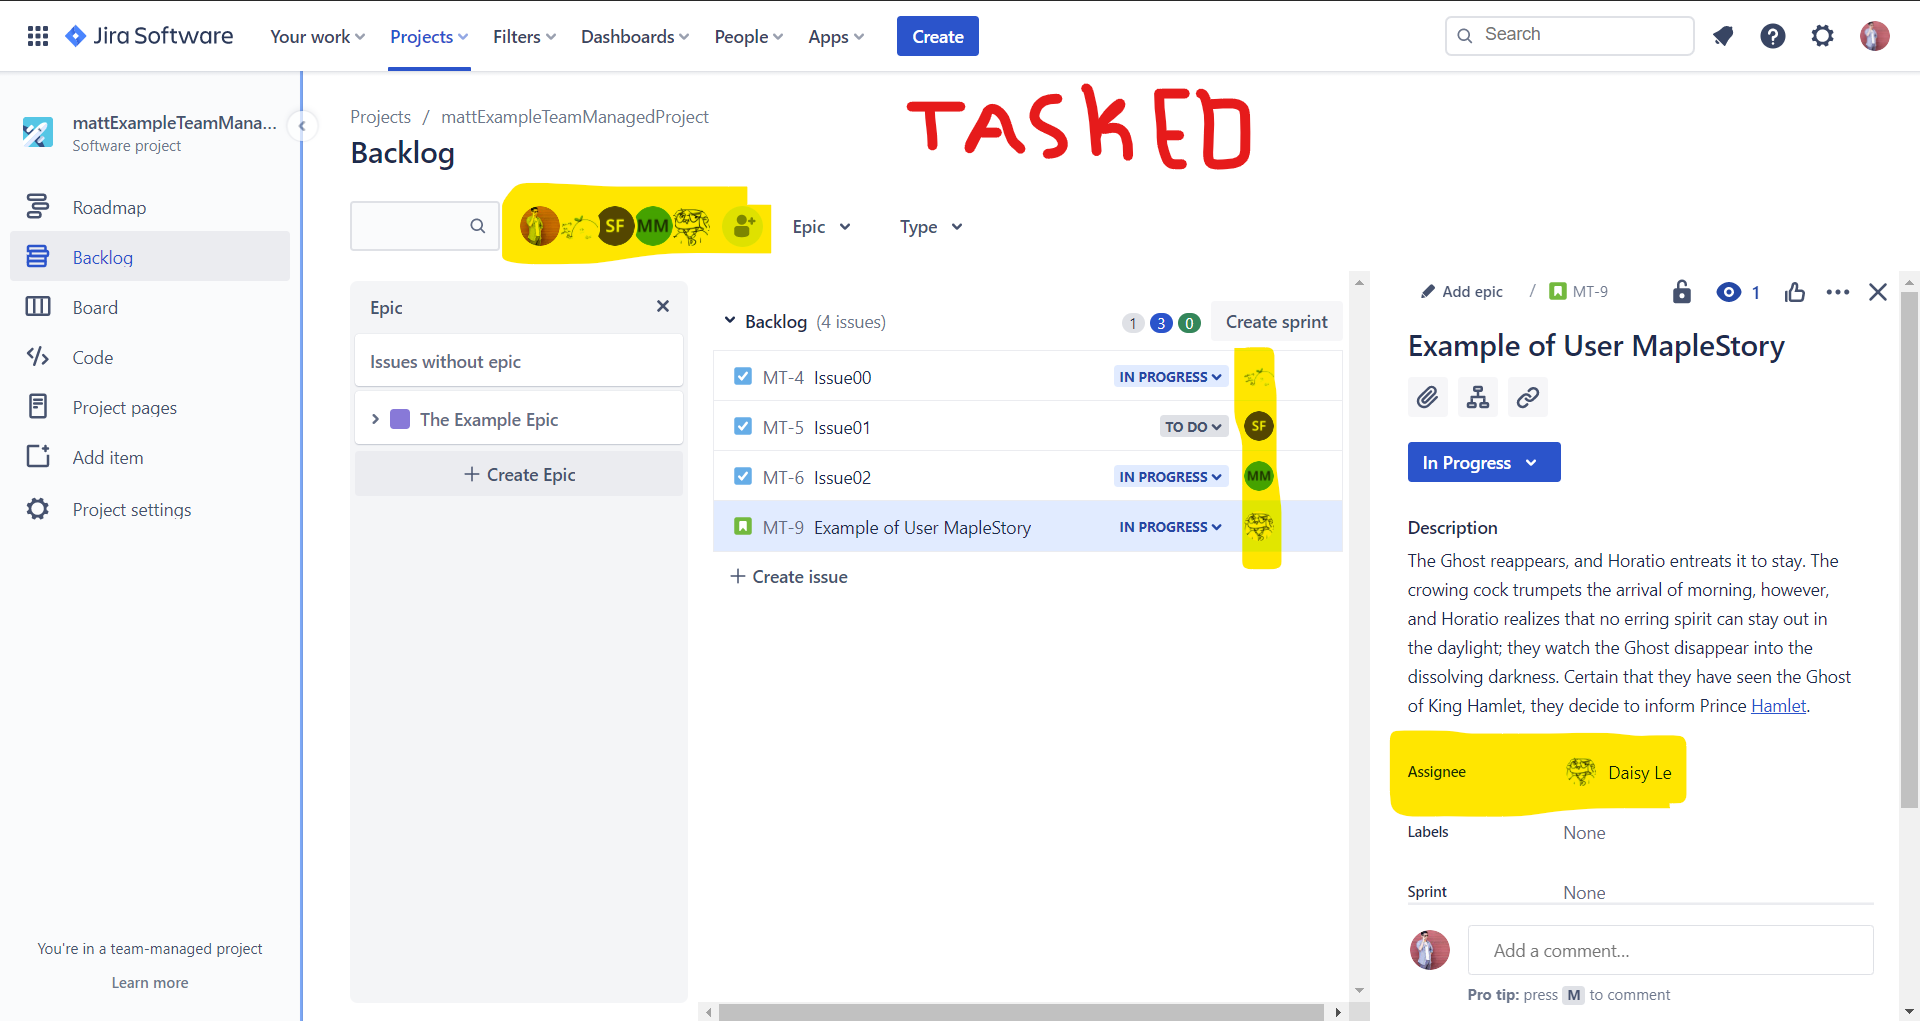 Jira Software
Your work
Projects
Filters
Dashboards
People
Apps
Create
Search
mattExampleTeamMana...
Software project
Roadmap
Backlog
Board
Code
Project pages
Add item
Project settings
You're in a team-managed project
Learn more
Projects / mattExampleTeamManagedProject
Backlog
TASKED
SF
MM
Epic
Type
Epic
Issues without epic
The Example Epic
+ Create Epic
Backlog (4 issues)
1 3 0
Create sprint
MT-4 Issue00 IN PROGRESS
MT-5 Issue01 TO DO SF
MT-6 Issue02 IN PROGRESS MM
MT-9 Example of User MapleStory IN PROGRESS
+ Create issue
Add epic / MT-9
1
Example of User MapleStory
In Progress
Description
The Ghost reappears, and Horatio entreats it to stay. The
crowing cock trumpets the arrival of morning, however,
and Horatio realizes that no erring spirit can stay out in
the daylight; they watch the Ghost disappear into the
dissolving darkness. Certain that they have seen the Ghost
of King Hamlet, they decide to inform Prince Hamlet.
Assignee Daisy Le
Labels None
Sprint None
Add a comment...
Pro tip: press M to comment